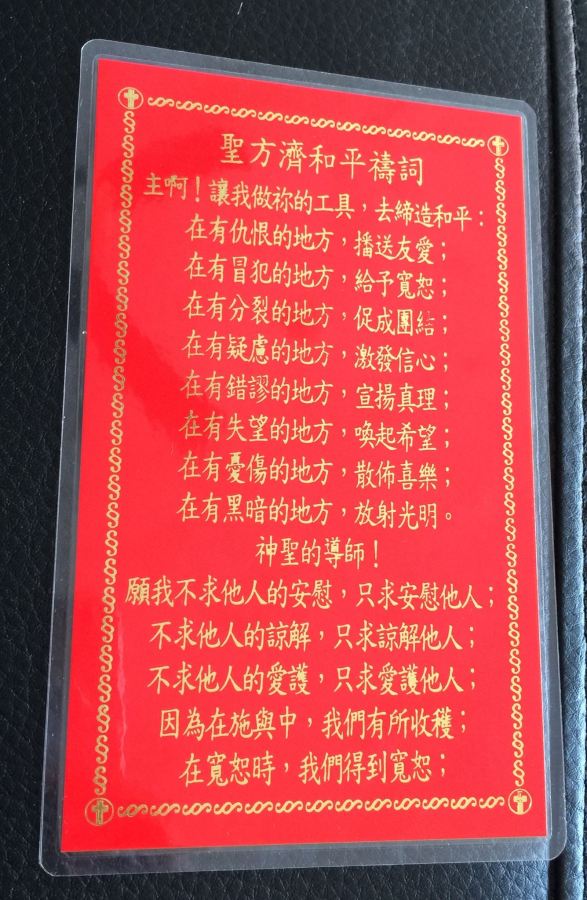 聖方濟和平禱詞
主啊！讓我做祢的工具，去締造和平：
在有仇恨的地方，播送友愛；
在有冒犯的地方，給予寬恕；
在有分裂的地方，促成團結；
在有疑慮的地方，激發信心；
在有錯謬的地方，宣揚真理；
在有失望的地方，喚起希望；
在有憂傷的地方，散佈喜樂；
在有黑暗的地方，放射光明。
神聖的導師！
願我不求他人的安慰，只求安慰他人；
不求他人的諒解，只求諒解他人；
不求他人的愛護，只求愛護他人；
因為在施與中，我們有所收穫；
在寬恕時，我們得到寬恕；